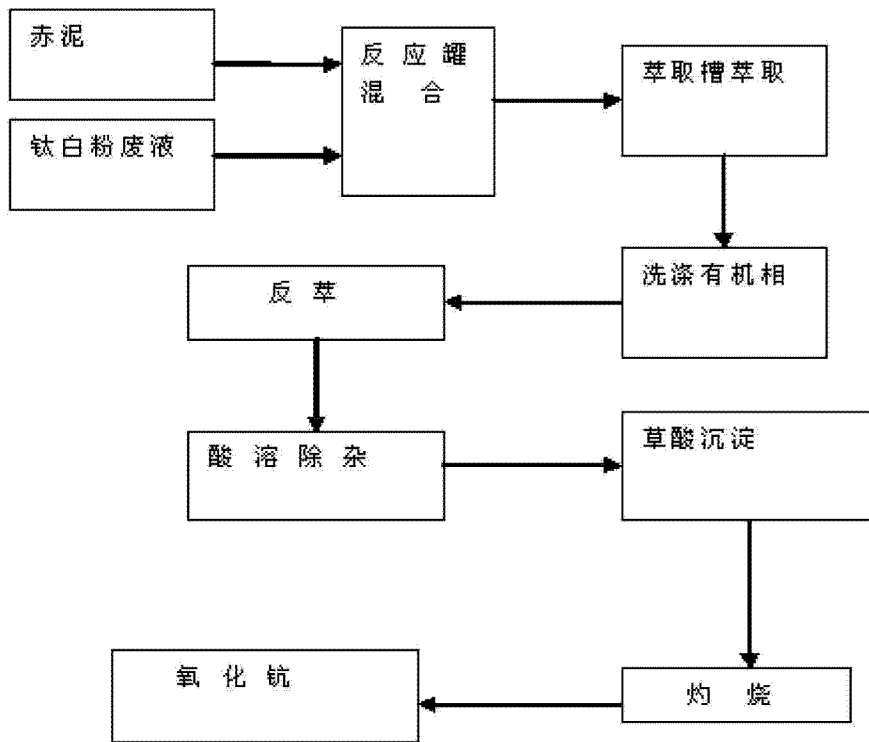 赤泥
反 应 罐
混 合
萃取槽萃取
钛白粉废液
洗涤有机相
反 萃
酸 溶 除 杂
草酸沉淀
氧 化 钪
灼 烧